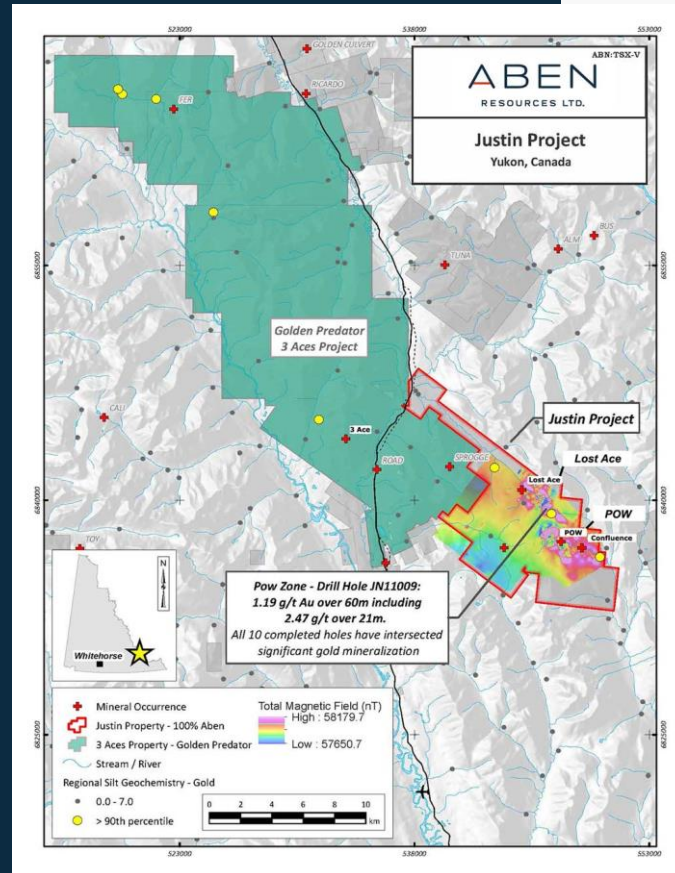 523000
538000
553000
GOLDEN CULVERT
RICARDO
FER
ABN:TSX-V
ABEN
RESOURCES LTD.
Justin Project
Yukon, Canada
BUS
ALM
TUNA
6855000
6855000
Golden Predator
3 Aces Project
CALI
3 Ace
ROAD
SPROGGE
Justin Project
Lost Ace
Lost Ace
POW
POW
Confluence
6840000
6840000
TOY
N
Whitehorse
Pow Zone - Drill Hole JN11009:
1.19 g/t Au over 60m including
2.47 g/t over 21m.
All 10 completed holes have intersected
significant gold mineralization
Mineral Occurrence
Justin Property - 100% Aben
3 Aces Property - Golden Predator
Stream / River
Regional Silt Geochemistry - Gold
0.0 - 7.0
> 90th percentile
Total Magnetic Field (nT)
High : 58179.7
Low : 57650.7
0 2 4 6 8 10
km
6825000
6825000
523000
538000
553000